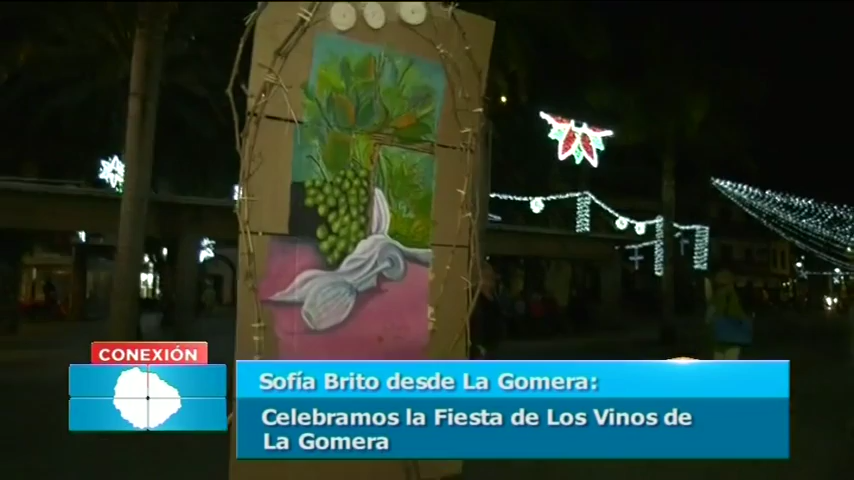 CONEXIÓN
Sofía Brito desde La Gomera:
Celebramos la Fiesta de Los Vinos de
La Gomera